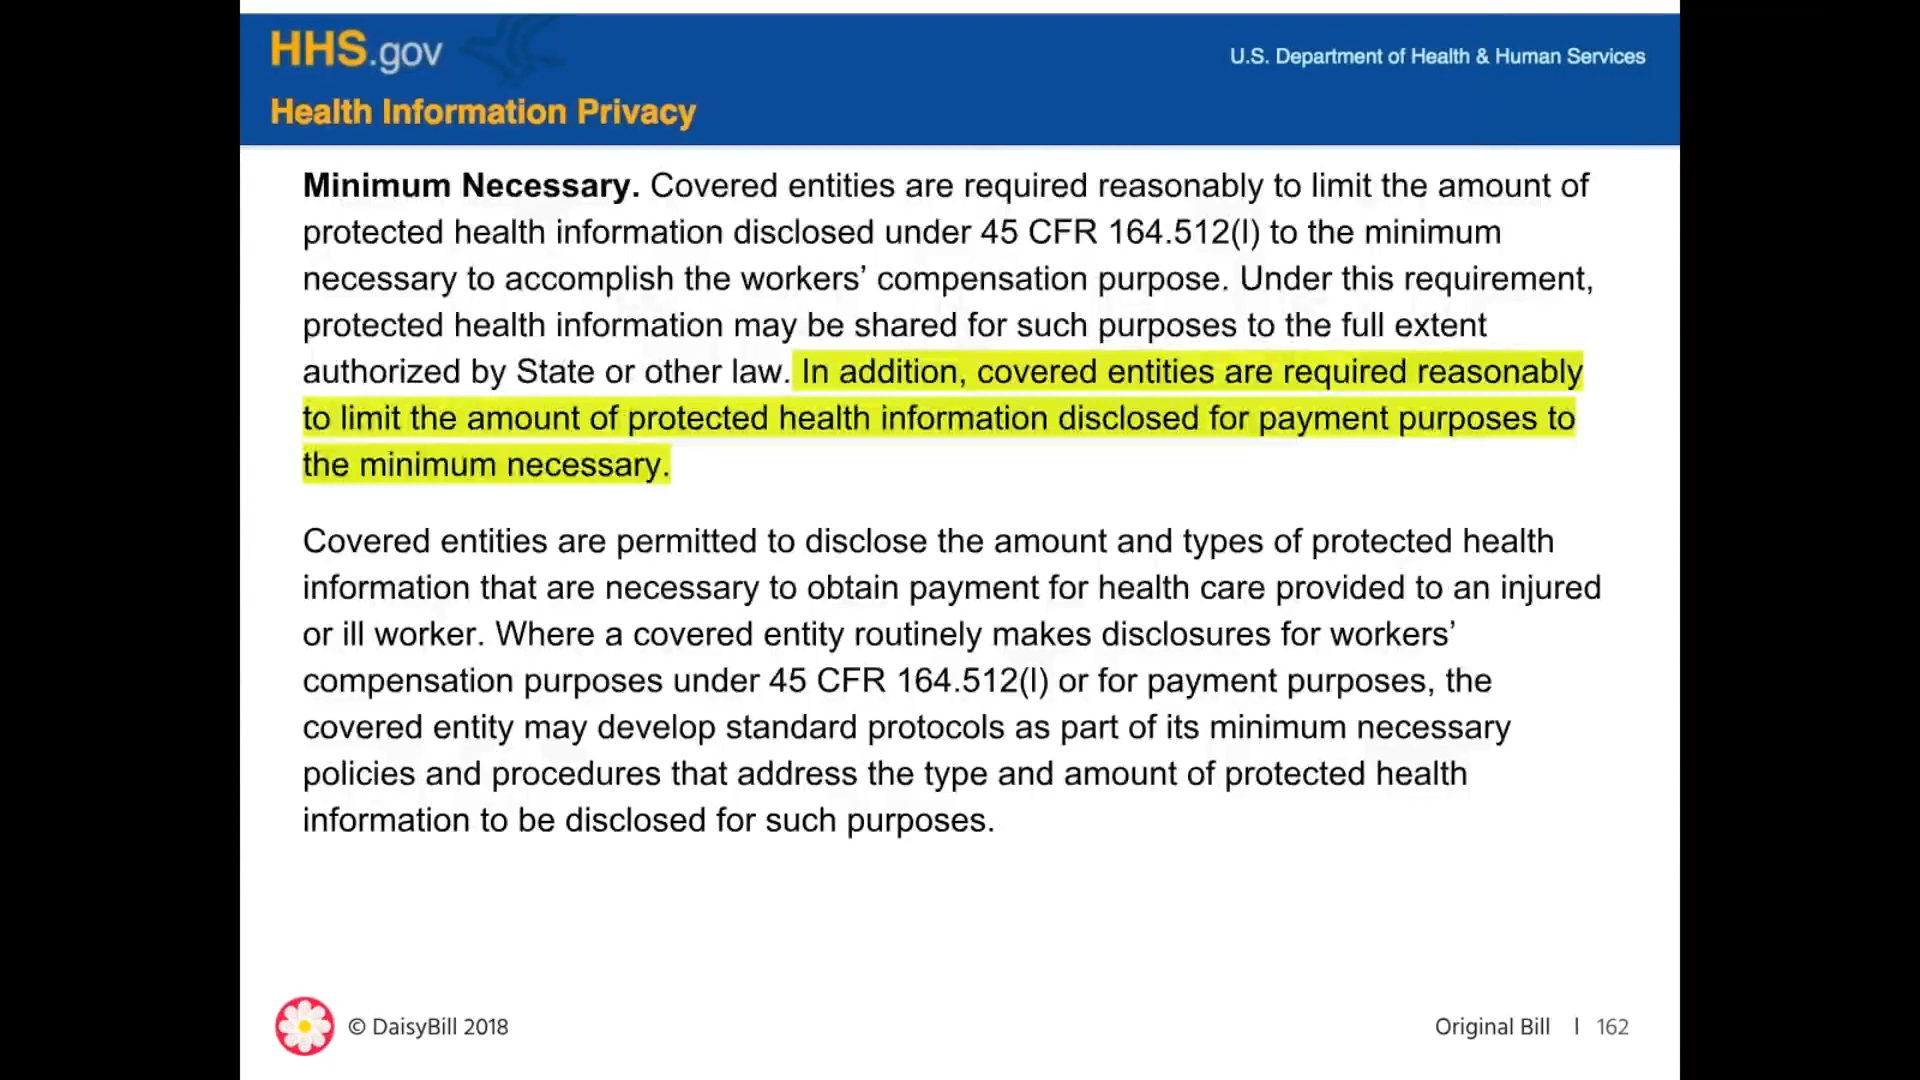 HHS.gov
U.S. Department of Health & Human Services
Health Information Privacy
Minimum Necessary. Covered entities are required reasonably to limit the amount of
protected health information disclosed under 45 CFR 164.512(l) to the minimum
necessary to accomplish the workers’ compensation purpose. Under this requirement,
protected health information may be shared for such purposes to the full extent
authorized by State or other law. In addition, covered entities are required reasonably
to limit the amount of protected health information disclosed for payment purposes to
the minimum necessary.
Covered entities are permitted to disclose the amount and types of protected health
information that are necessary to obtain payment for health care provided to an injured
or ill worker. Where a covered entity routinely makes disclosures for workers’
compensation purposes under 45 CFR 164.512(l) or for payment purposes, the
covered entity may develop standard protocols as part of its minimum necessary
policies and procedures that address the type and amount of protected health
information to be disclosed for such purposes.
© DaisyBill 2018
Original Bill | 162